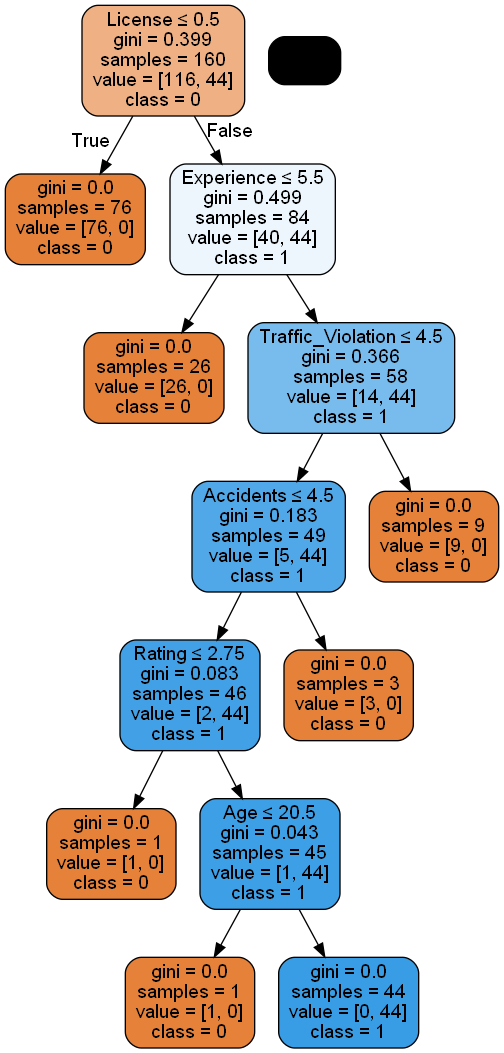 License ≤ 0.5
gini = 0.399
samples = 160
value = [116, 44]
class = 0
True
False
gini = 0.0
samples = 76
value = [76, 0]
class = 0
Experience ≤ 5.5
gini = 0.499
samples = 84
value = [40, 44]
class = 1
gini = 0.0
samples = 26
value = [26, 0]
class = 0
Traffic_Violation ≤ 4.5
gini = 0.366
samples = 58
value = [14, 44]
class = 1
Accidents ≤ 4.5
gini = 0.183
samples = 49
value = [5, 44]
class = 1
gini = 0.0
samples = 9
value = [9, 0]
class = 0
Rating ≤ 2.75
gini = 0.083
samples = 46
value = [2, 44]
class = 1
gini = 0.0
samples = 3
value = [3, 0]
class = 0
gini = 0.0
samples = 1
value = [1, 0]
class = 0
Age ≤ 20.5
gini = 0.043
samples = 45
value = [1, 44]
class = 1
gini = 0.0
samples = 1
value = [1, 0]
class = 0
gini = 0.0
samples = 44
value = [0, 44]
class = 1